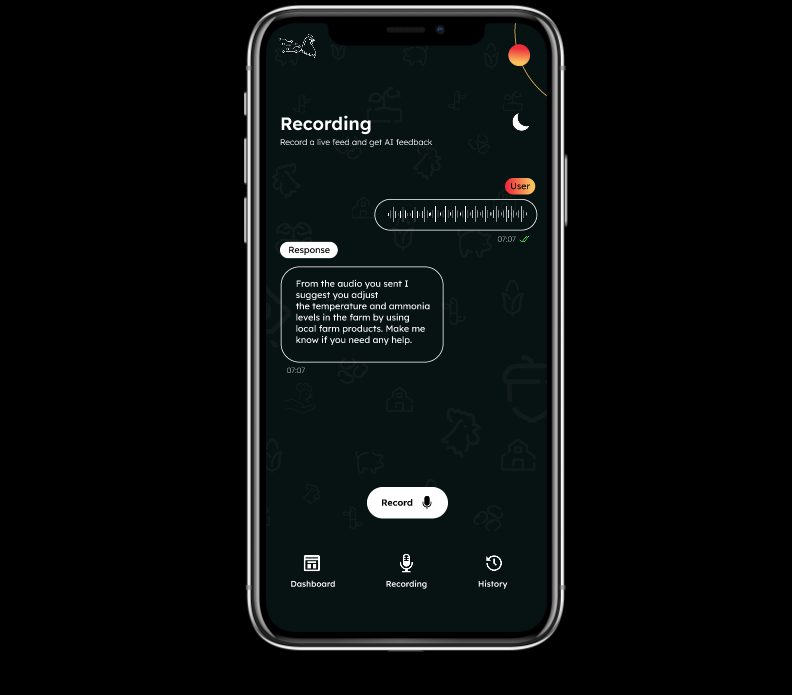 Recording
Record a live feed and get AI feedback
User
07:07
Response
From the audio you sent I
suggest you adjust
the temperature and ammonia
levels in the farm by using
local farm products. Make me
know if you need any help.
07:07
Record
Dashboard
Recording
History